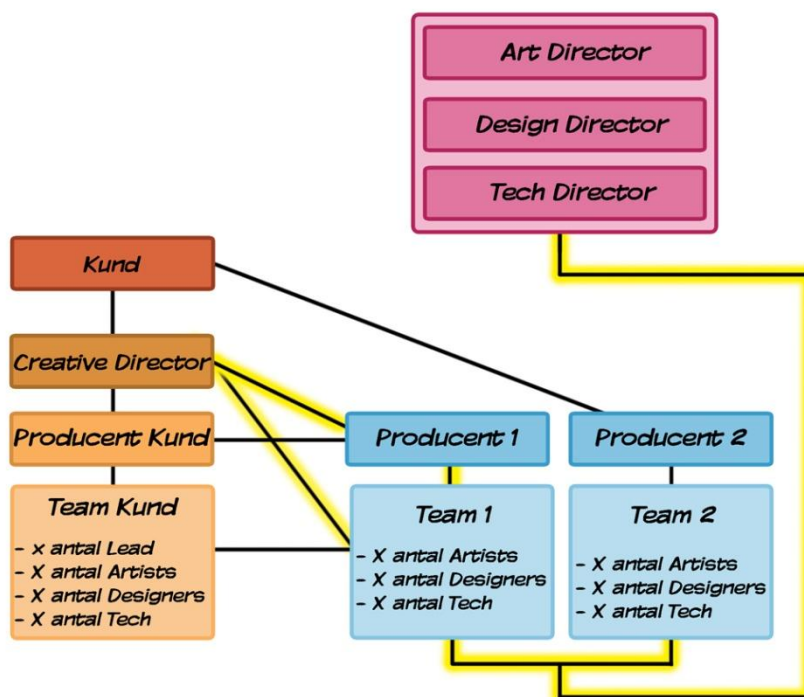 Art Director
Design Director
Tech Director
Kund
Creative Director
Producent Kund
Producent 1
Producent 2
Team Kund
- x antal Lead
- X antal Artists
- X antal Designers
- X antal Tech
Team 1
- X antal Artists
- X antal Designers
- X antal Tech
Team 2
- X antal Artists
- X antal Designers
- X antal Tech